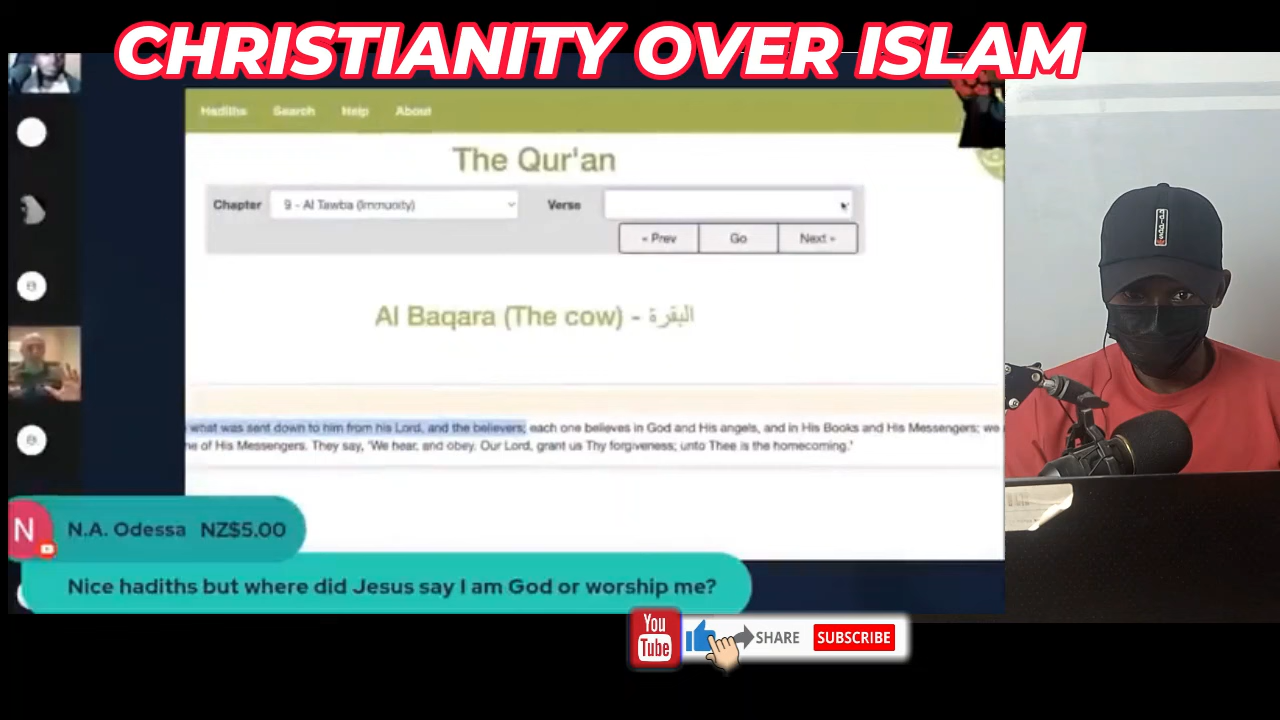 CHRISTIANITY OVER ISLAM
Hadiths Search Help About
The Qur'an
Chapter 9 - Al Tawba (Immunity) Verse
« Prev Go Next »
Al Baqara (The cow) - البقرة
what was sent down to him from his Lord, and the believers; each one believes in God and His angels, and in His Books and His Messengers; we
ne of His Messengers. They say, 'We hear, and obey. Our Lord, grant us Thy forgiveness; unto Thee is the homecoming.'
N
N.A. Odessa NZ$5.00
Nice hadiths but where did Jesus say I am God or worship me?
You
Tube
SHARE SUBSCRIBE